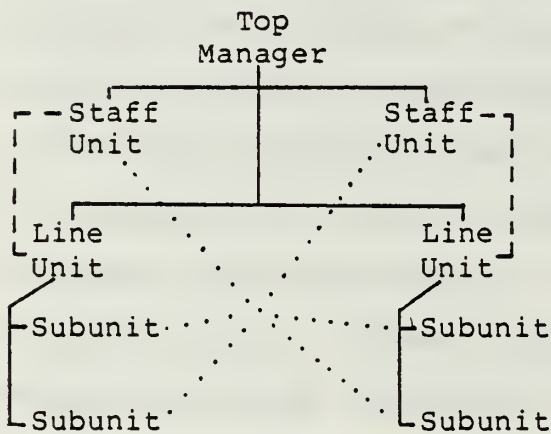 Top
Manager
Staff
Unit
Staff
Unit
Line
Unit
Line
Unit
Subunit
Subunit
Subunit
Subunit